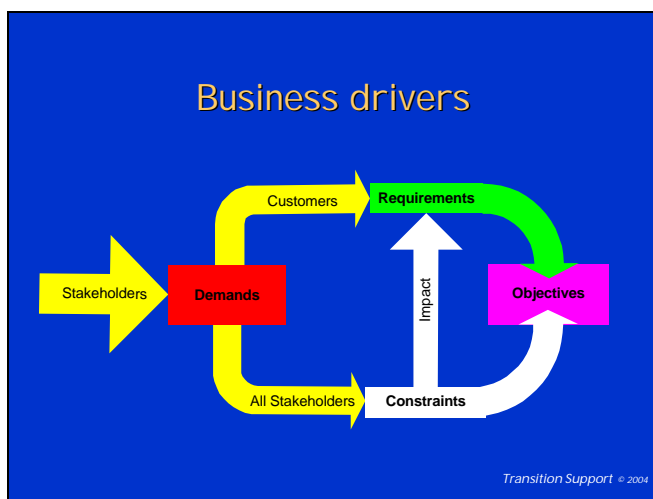 Business drivers
Customers
Requirements
Stakeholders
Demands
Impact
Objectives
All Stakeholders
Constraints
Transition Support © 2004